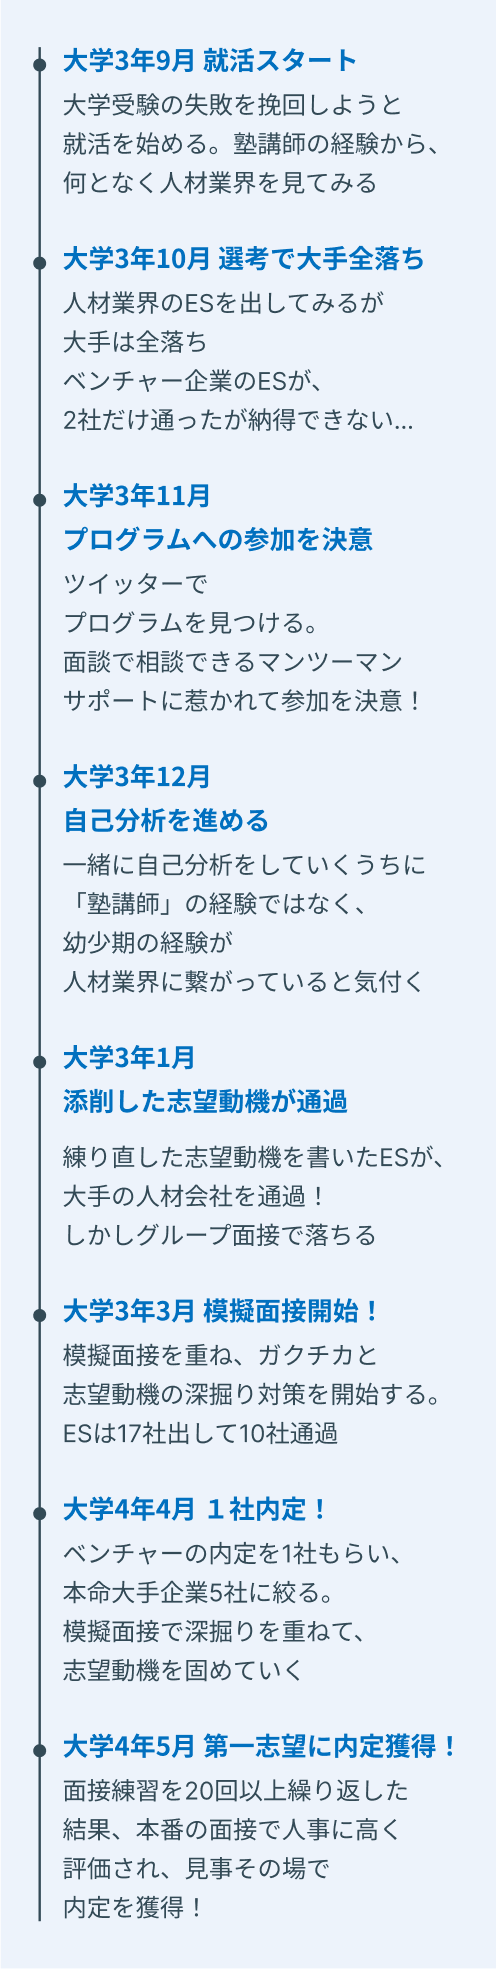 大学3年9月 就活スタート
大学受験の失敗を挽回しようと
就活を始める。塾講師の経験から、
何となく人材業界を見てみる
大学3年10月 選考で大手全落ち
人材業界のESを出してみるが
大手は全落ち
ベンチャー企業のESが、
2社だけ通ったが納得できない...
大学3年11月
プログラムへの参加を決意
ツイッターで
プログラムを見つける。
面談で相談できるマンツーマン
サポートに惹かれて参加を決意！
大学3年12月
自己分析を進める
一緒に自己分析をしていくうちに
「塾講師」の経験ではなく、
幼少期の経験が
人材業界に繋がっていると気付く
大学3年1月
添削した志望動機が通過
練り直した志望動機を書いたESが、
大手の人材会社を通過！
しかしグループ面接で落ちる
大学3年3月 模擬面接開始！
模擬面接を重ね、ガクチカと
志望動機の深掘り対策を開始する。
ESは17社出して10社通過
大学4年4月 １社内定！
ベンチャーの内定を1社もらい、
本命大手企業5社に絞る。
模擬面接で深掘りを重ねて、
志望動機を固めていく
大学4年5月 第一志望に内定獲得！
面接練習を20回以上繰り返した
結果、本番の面接で人事に高く
評価され、見事その場で
内定を獲得！